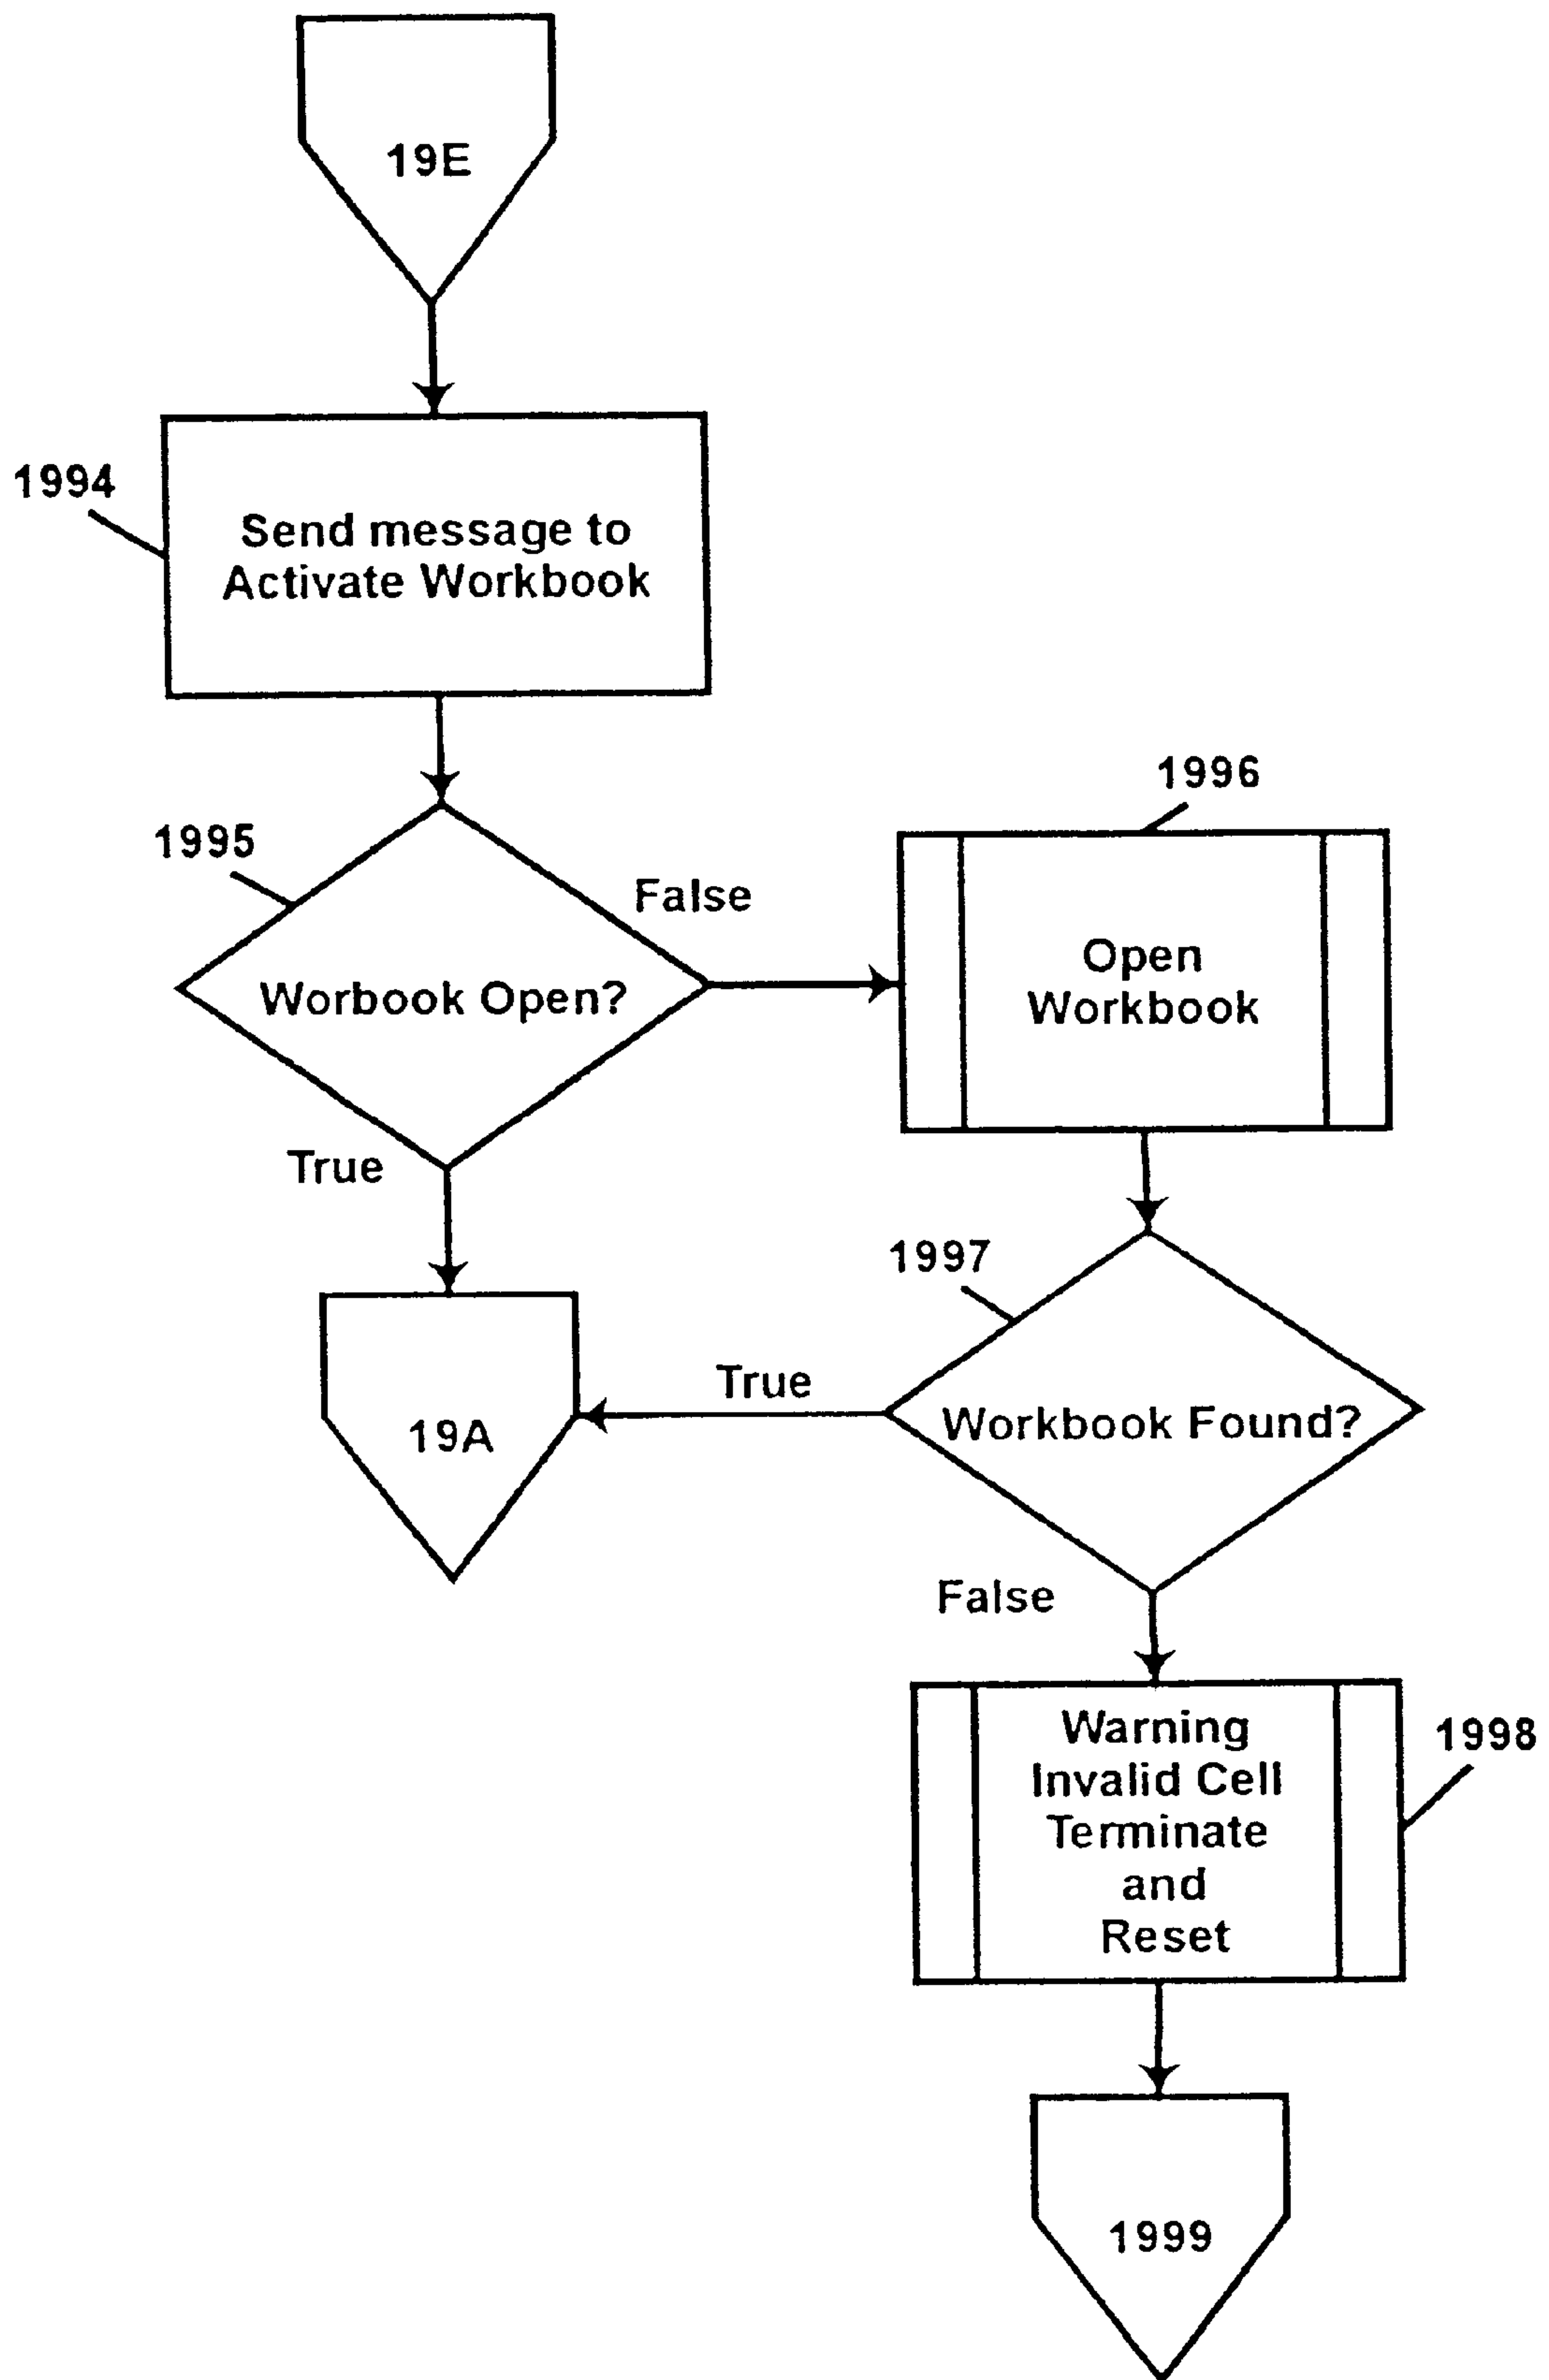 19E
1994
Send message to
Activate Workbook
1995
False
Worbook Open?
True
1996
Open
Workbook
1997
True
Workbook Found?
19A
False
Warning
Invalid Cell
Terminate
and
Reset
1998
1999